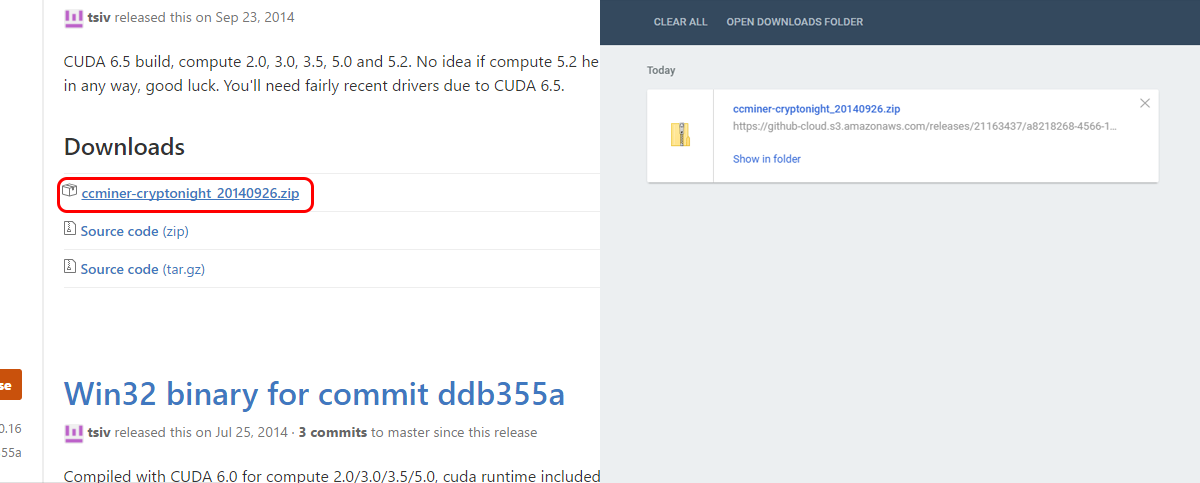 tsiv released this on Sep 23, 2014
CUDA 6.5 build, compute 2.0, 3.0, 3.5, 5.0 and 5.2. No idea if compute 5.2 he
in any way, good luck. You'll need fairly recent drivers due to CUDA 6.5.
Downloads
ccminer-cryptonight_20140926.zip
Source code (zip)
Source code (tar.gz)
se
0.16
55a
Win32 binary for commit ddb355a
tsiv released this on Jul 25, 2014 · 3 commits to master since this release
Compiled with CUDA 6.0 for compute 2.0/3.0/3.5/5.0, cuda runtime included
CLEAR ALL OPEN DOWNLOADS FOLDER
Today
ccminer-cryptonight_20140926.zip
https://github-cloud.s3.amazonaws.com/releases/21163437/a8218268-4566-1...
Show in folder